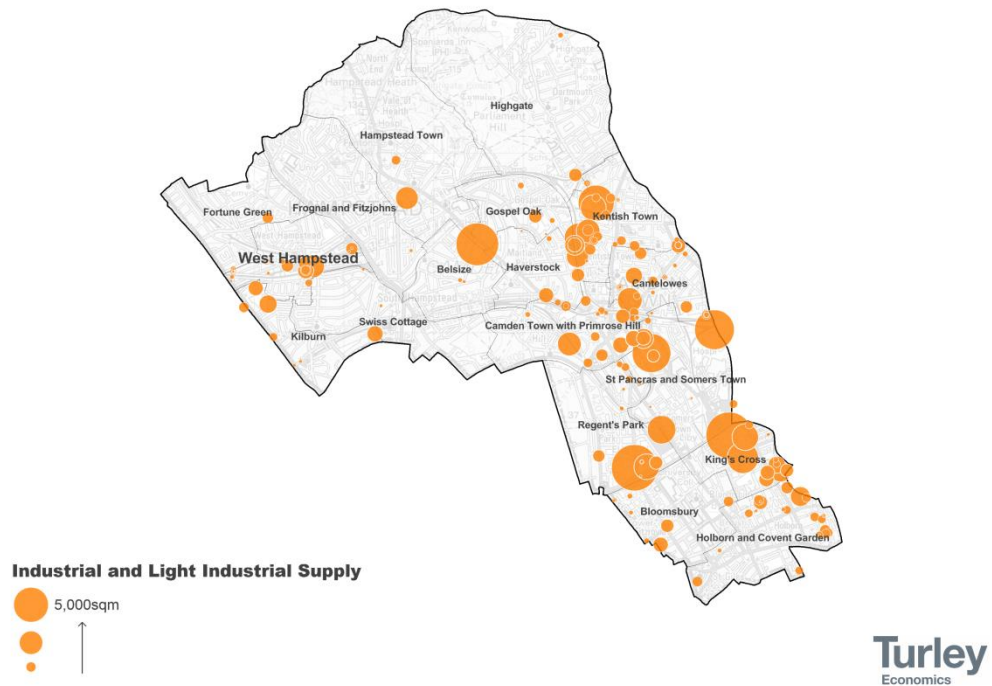 Highgate
Hampstead Town
Fortune Green
Frognal and Fitzjohns
Gospel Oak
Kentish Town
West Hampstead
Belsize
Haverstock
Cantelowes
Kilburn
Swiss Cottage
Camden Town with Primrose Hill
St Pancras and Somers Town
Regent's Park
King's Cross
Bloomsbury
Holborn and Covent Garden
Industrial and Light Industrial Supply
5,000sqm
Turley
Economics